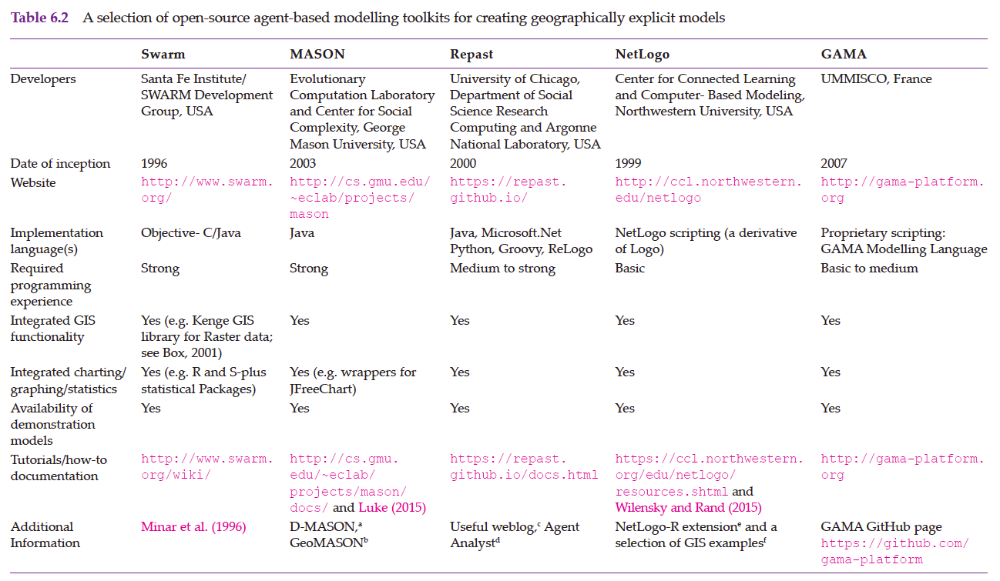 Table 6.2 A selection of open-source agent-based modelling toolkits for creating geographically explicit models
Swarm MASON Repast NetLogo GAMA
Developers Santa Fe Institute/ Evolutionary University of Chicago, Center for Connected Learning UMMISCO, France
SWARM Development Computation Laboratory Department of Social and Computer- Based Modeling,
Group, USA and Center for Social Science Research Northwestern University, USA
Complexity, George Computing and Argonne
Mason University, USA National Laboratory, USA
Date of inception 1996 2003 2000 1999 2007
Website http://www.swarm. http://cs.gmu.edu/ https://repast. http://ccl.northwestern. http://gama-platform.
org/ ~eclab/projects/ github.io/ edu/netlogo org
mason
Implementation Objective- C/Java Java Java, Microsoft.Net NetLogo scripting (a derivative Proprietary scripting:
language(s) Python, Groovy, ReLogo of Logo) GAMA Modelling Language
Required Strong Strong Medium to strong Basic Basic to medium
programming
experience
Integrated GIS Yes (e.g. Kenge GIS Yes Yes Yes Yes
functionality library for Raster data;
see Box, 2001)
Integrated charting/ Yes (e.g. R and S-plus Yes (e.g. wrappers for Yes Yes Yes
graphing/statistics statistical Packages) JFreeChart)
Availability of Yes Yes Yes Yes Yes
demonstration
models
Tutorials/how-to http://www.swarm. http://cs.gmu. https://repast. https://ccl.northwestern. http://gama-platform.
documentation org/wiki/ edu/~eclab/ github.io/docs.html org/edu/netlogo/ org
projects/mason/ resources.shtml and
docs/ and Luke (2015) Wilensky and Rand (2015)
Additional Minar et al. (1996) D-MASON,ᵃ Useful weblog,ᶜ Agent NetLogo-R extensionᵉ and a GAMA GitHub page
Information GeoMASONᵇ Analystᵈ selection of GIS examplesᶠ https://github.com/
gama-platform